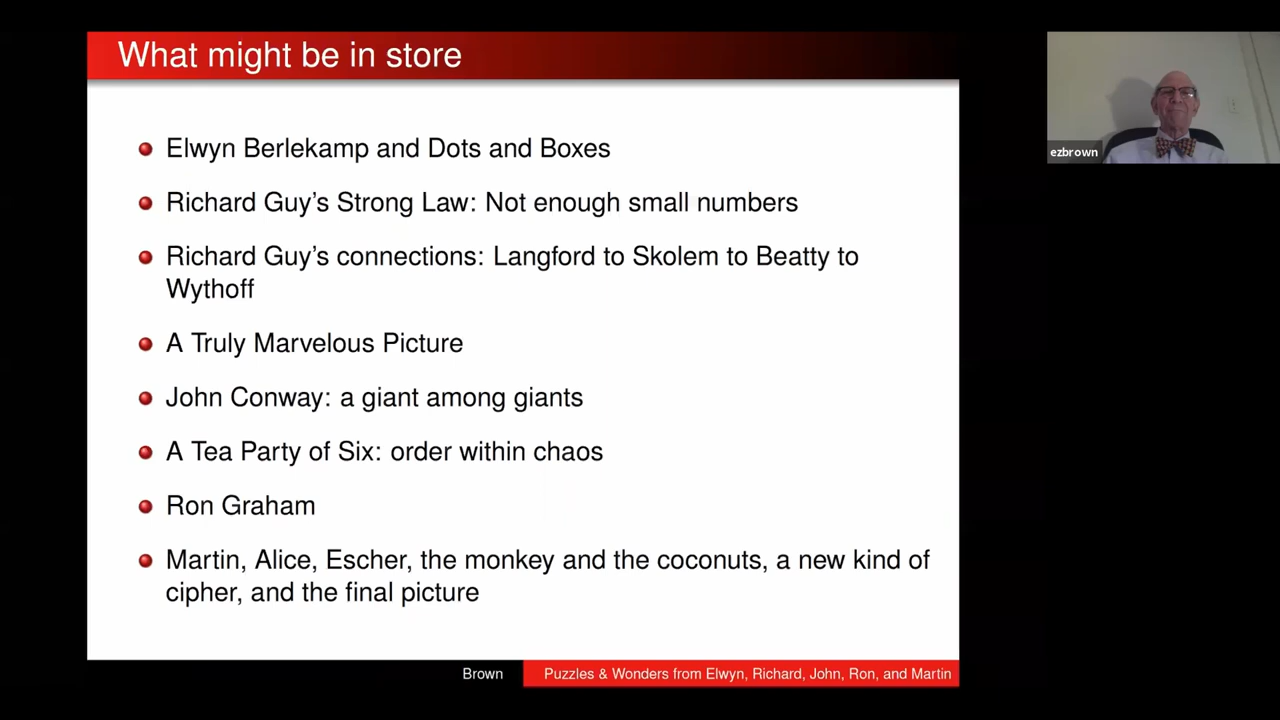 What might be in store
Elwyn Berlekamp and Dots and Boxes
Richard Guy's Strong Law: Not enough small numbers
Richard Guy's connections: Langford to Skolem to Beatty to
Wythoff
A Truly Marvelous Picture
John Conway: a giant among giants
A Tea Party of Six: order within chaos
Ron Graham
Martin, Alice, Escher, the monkey and the coconuts, a new kind of
cipher, and the final picture
Brown
Puzzles & Wonders from Elwyn, Richard, John, Ron, and Martin
ezbrown